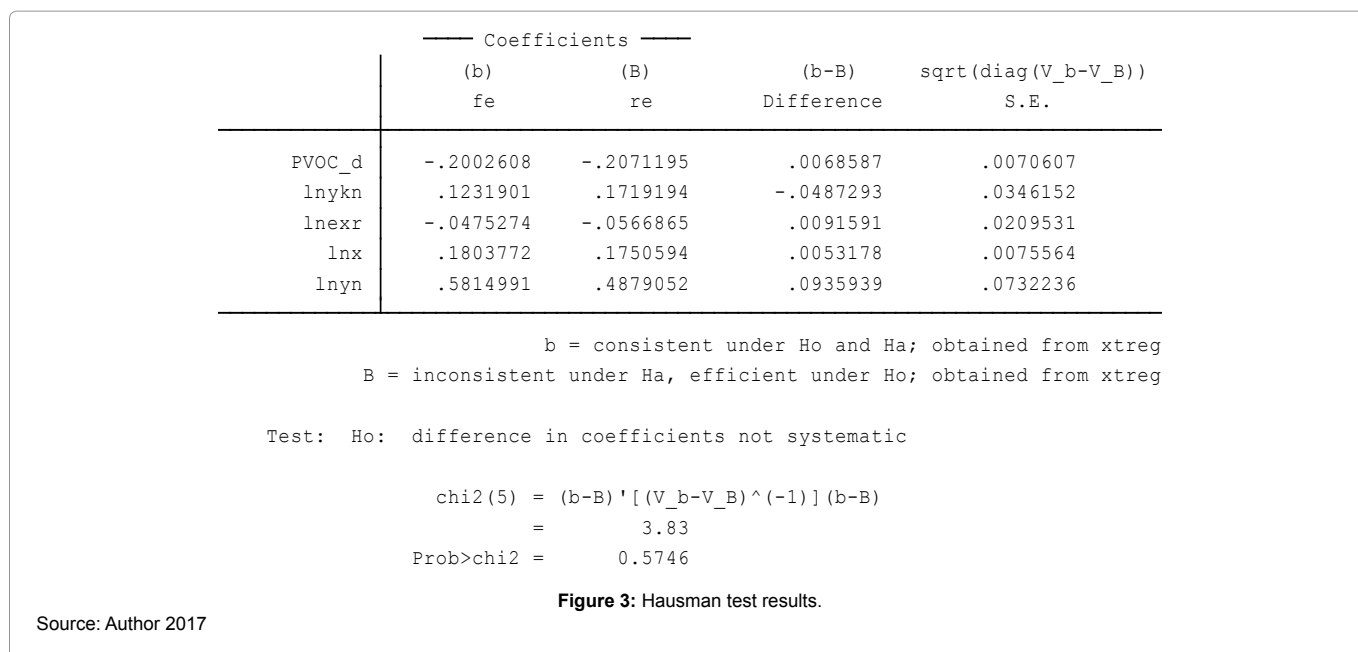 Coefficients
(b) (B) (b-B) sqrt(diag(V_b-V_B))
fe re Difference S.E.
PVOC_d -.2002608 -.2071195 .0068587 .0070607
lnykn .1231901 .1719194 -.0487293 .0346152
lnexr -.0475274 -.0566865 .0091591 .0209531
lnx .1803772 .1750594 .0053178 .0075564
lnyn .5814991 .4879052 .0935939 .0732236
b = consistent under Ho and Ha; obtained from xtreg
B = inconsistent under Ha, efficient under Ho; obtained from xtreg
Test: Ho: difference in coefficients not systematic
chi2(5) = (b-B)'[(V_b-V_B)^(-1)](b-B)
= 3.83
Prob>chi2 = 0.5746
Figure 3: Hausman test results.
Source: Author 2017